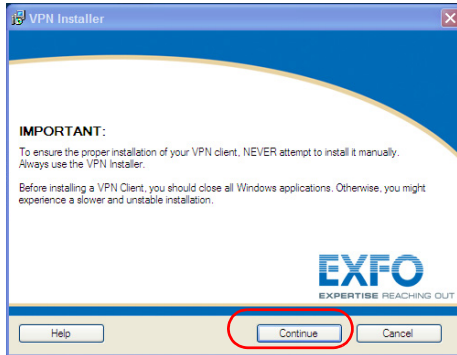 VPN Installer
IMPORTANT:
To ensure the proper installation of your VPN client, NEVER attempt to install it manually.
Always use the VPN Installer.
Before installing a VPN Client, you should close all Windows applications. Otherwise, you might
experience a slower and unstable installation.
EXFO
EXPERTISE REACHING OUT
Help Continue Cancel